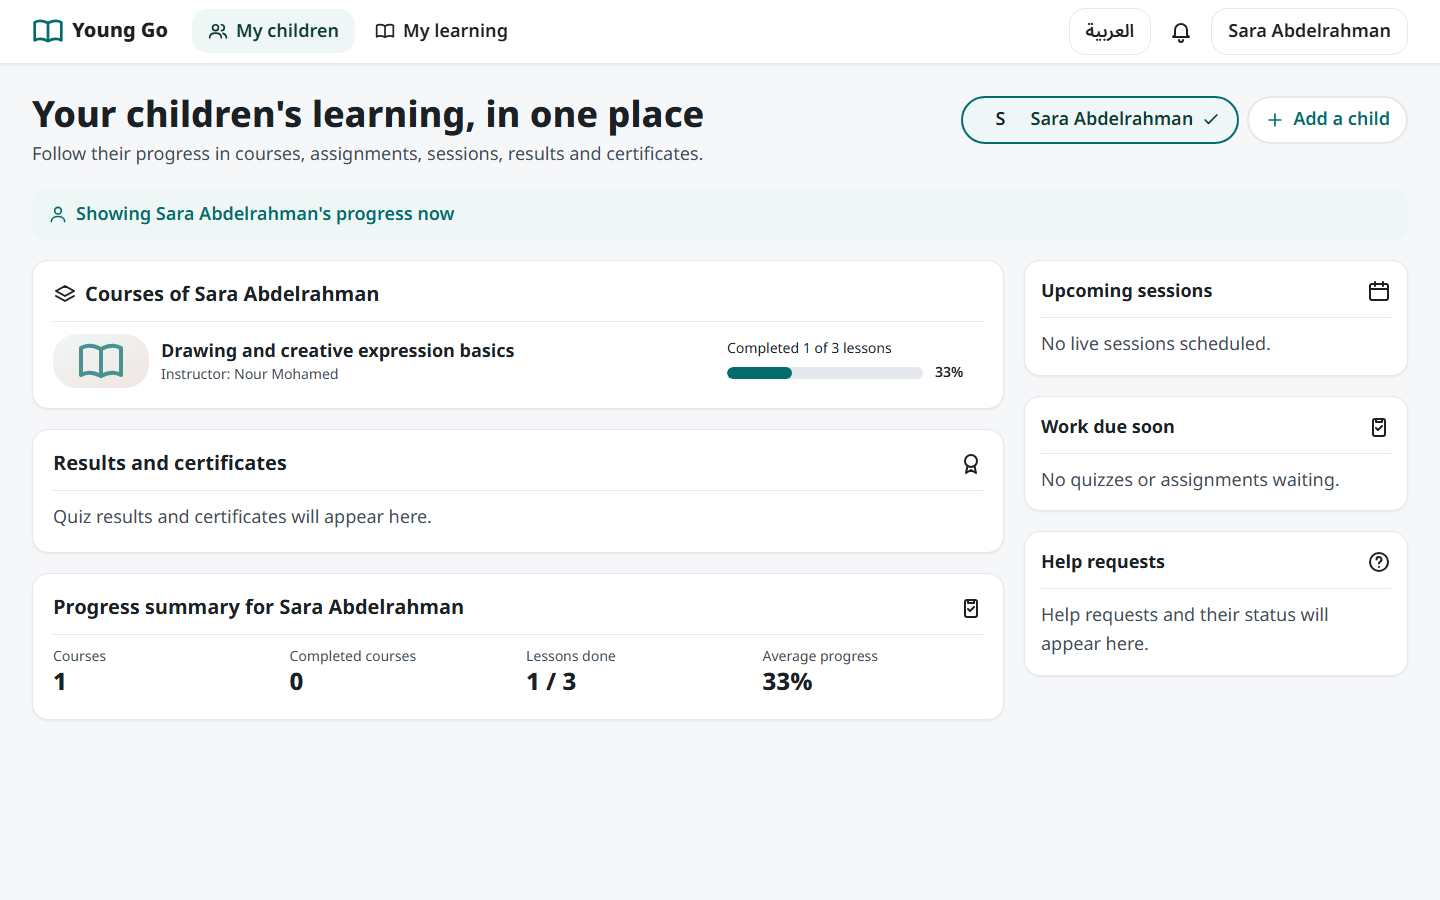 Young Go
My children
My learning
العربية
Sara Abdelrahman
Your children's learning, in one place
Follow their progress in courses, assignments, sessions, results and certificates.
S Sara Abdelrahman
Add a child
Showing Sara Abdelrahman's progress now
Courses of Sara Abdelrahman
Drawing and creative expression basics
Instructor: Nour Mohamed
Completed 1 of 3 lessons
33%
Results and certificates
Quiz results and certificates will appear here.
Progress summary for Sara Abdelrahman
Courses
1
Completed courses
0
Lessons done
1 / 3
Average progress
33%
Upcoming sessions
No live sessions scheduled.
Work due soon
No quizzes or assignments waiting.
Help requests
Help requests and their status will
appear here.